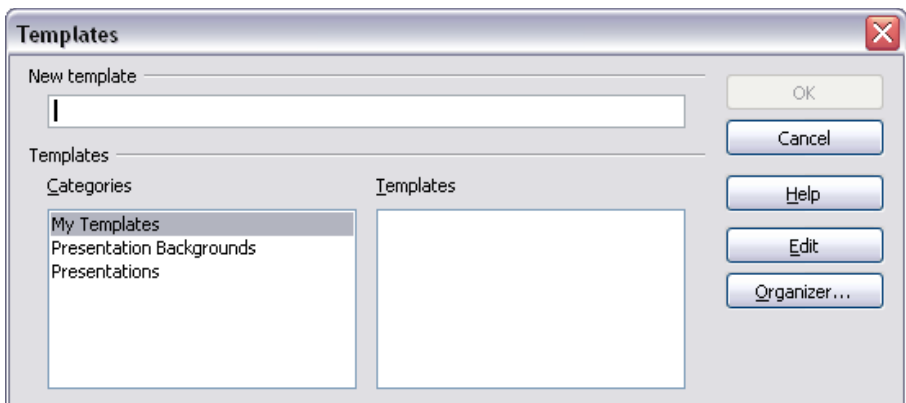 Templates
New template
OK
Cancel
Templates
Categories
Templates
Help
My Templates
Presentation Backgrounds
Presentations
Edit
Organizer...